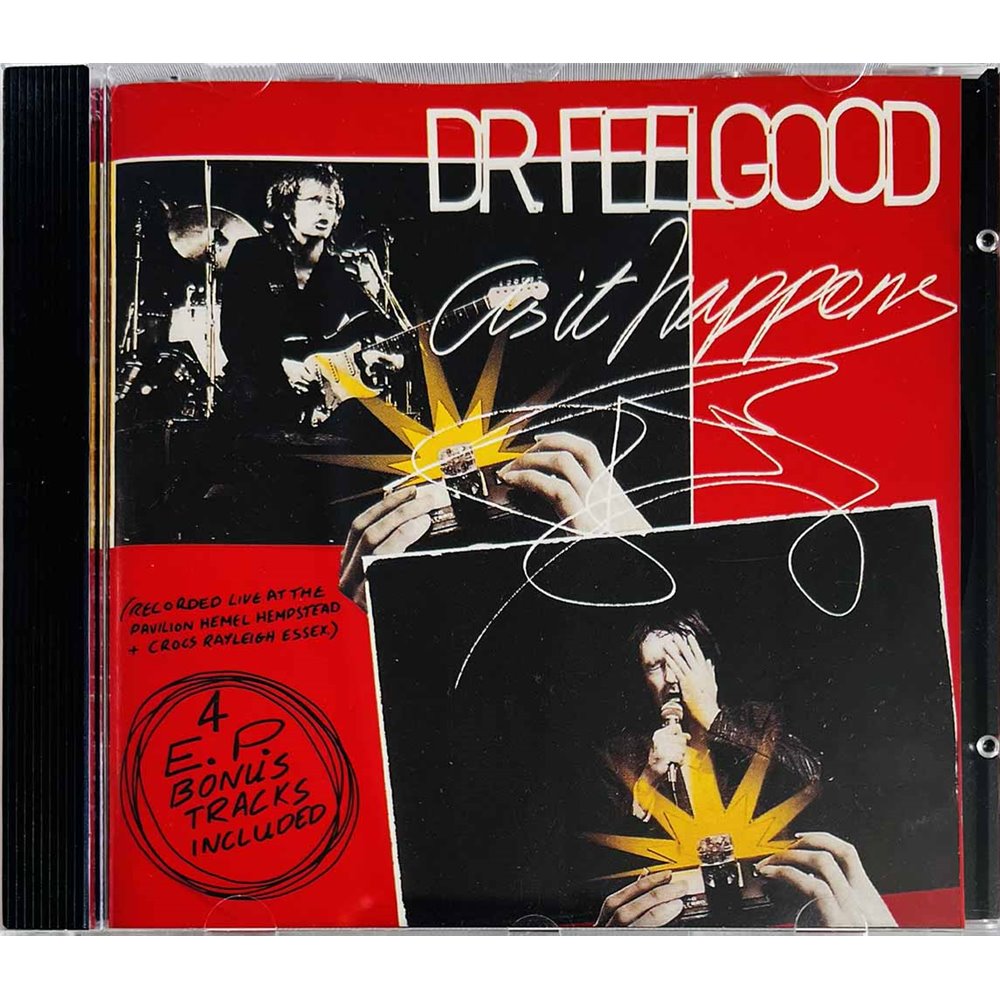 DR. FEELGOOD
as it happens
(RECORDED LIVE AT THE
PAVILION HEMEL HEMPSTEAD
+ CROCS RAYLEIGH ESSEX.)
4
E.P.
BONUS
TRACKS
INCLUDED